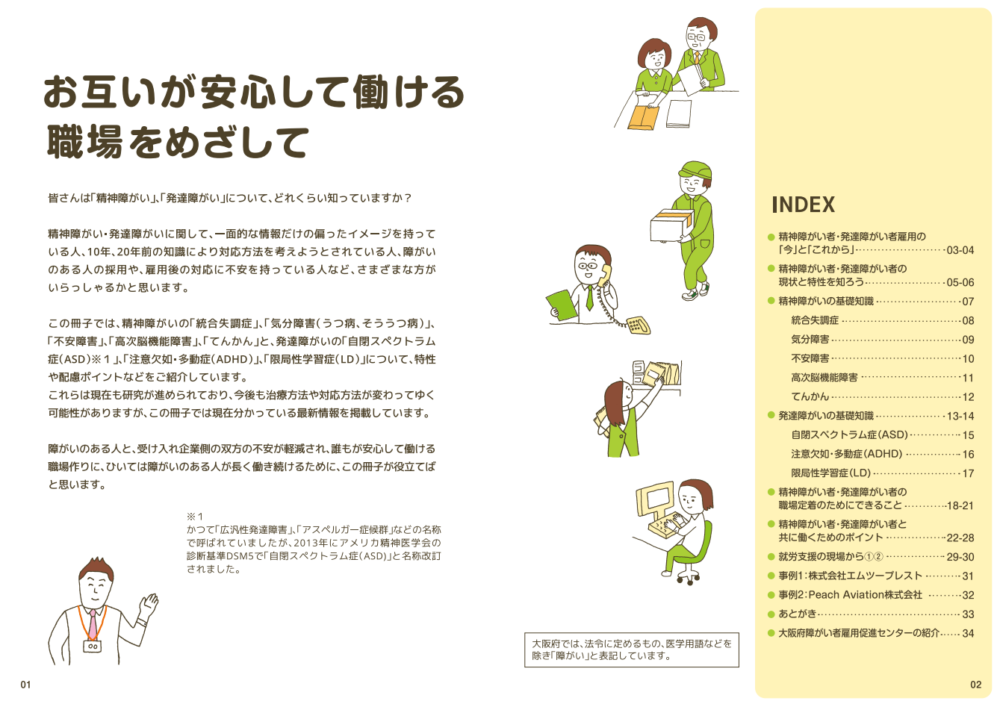 お互いが安心して働ける
職場をめざして
皆さんは「精神障がい」、「発達障がい」について、どれくらい知っていますか？
精神障がい・発達障がいに関して、一面的な情報だけの偏ったイメージを持って
いる人、10年、20年前の知識により対応方法を考えようとされている人、障がい
のある人の採用や、雇用後の対応に不安を持っている人など、さまざまな方が
いらっしゃるかと思います。
この冊子では、精神障がいの「統合失調症」、「気分障害（うつ病、そううつ病）」、
「不安障害」、「高次脳機能障害」、「てんかん」と、発達障がいの「自閉スペクトラム
症（ASD）※１」、「注意欠如・多動症（ADHD）」、「限局性学習症（LD）」について、特性
や配慮ポイントなどをご紹介しています。
これらは現在も研究が進められており、今後も治療方法や対応方法が変わってゆく
可能性がありますが、この冊子では現在分かっている最新情報を掲載しています。
障がいのある人と、受け入れ企業側の双方の不安が軽減され、誰もが安心して働ける
職場作りに、ひいては障がいのある人が長く働き続けるために、この冊子が役立てば
と思います。
※１
かつて「広汎性発達障害」、「アスペルガー症候群」などの名称
で呼ばれていましたが、2013年にアメリカ精神医学会の
診断基準DSM5で「自閉スペクトラム症（ASD)」と名称改訂
されました。
01
大阪府では、法令に定めるもの、医学用語などを
除き「障がい」と表記しています。
INDEX
● 精神障がい者・発達障がい者雇用の
「今」と「これから」・・・・・・・・・・・・・・03-04
● 精神障がい者・発達障がい者の
現状と特性を知ろう・・・・・・・・・・・・05-06
● 精神障がいの基礎知識・・・・・・・・・・・・07
統合失調症・・・・・・・・・・・・・・・・08
気分障害・・・・・・・・・・・・・・・・・09
不安障害・・・・・・・・・・・・・・・・・10
高次脳機能障害・・・・・・・・・・・・・・11
てんかん・・・・・・・・・・・・・・・・・12
● 発達障がいの基礎知識・・・・・・・・・・13-14
自閉スペクトラム症（ASD）・・・・・・・・15
注意欠如・多動症（ADHD）・・・・・・・・16
限局性学習症（LD）・・・・・・・・・・・・17
● 精神障がい者・発達障がい者の
職場定着のためにできること・・・・・・18-21
● 精神障がい者・発達障がい者と
共に働くためのポイント・・・・・・・・22-28
● 就労支援の現場から①②・・・・・・・・29-30
● 事例1：株式会社エムツープレスト・・・・・31
● 事例2：Peach Aviation株式会社・・・・・32
● あとがき・・・・・・・・・・・・・・・・・・33
● 大阪府障がい者雇用促進センターの紹介・・・34
02